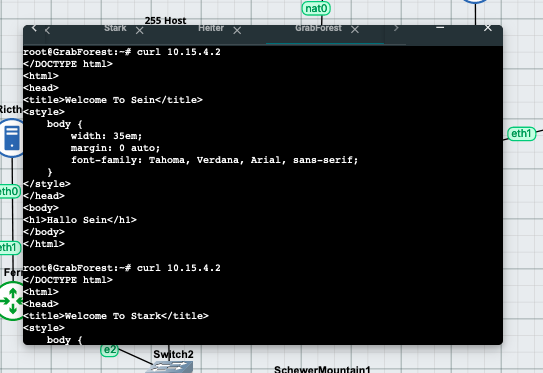 nat0
255 Host
Stark
Heiter
GrabForest
root@GrabForest:~# curl 10.15.4.2
</DOCTYPE html>
<html>
<head>
<title>Welcome To Sein</title>
<style>
    body {
        width: 35em;
        margin: 0 auto;
        font-family: Tahoma, Verdana, Arial, sans-serif;
    }
</style>
</head>
<body>
<h1>Hallo Sein</h1>
</body>
</html>
root@GrabForest:~# curl 10.15.4.2
</DOCTYPE html>
<html>
<head>
<title>Welcome To Stark</title>
<style>
    body {
eth1
eth0
eth1
e2
Switch2
SchewerMountain1